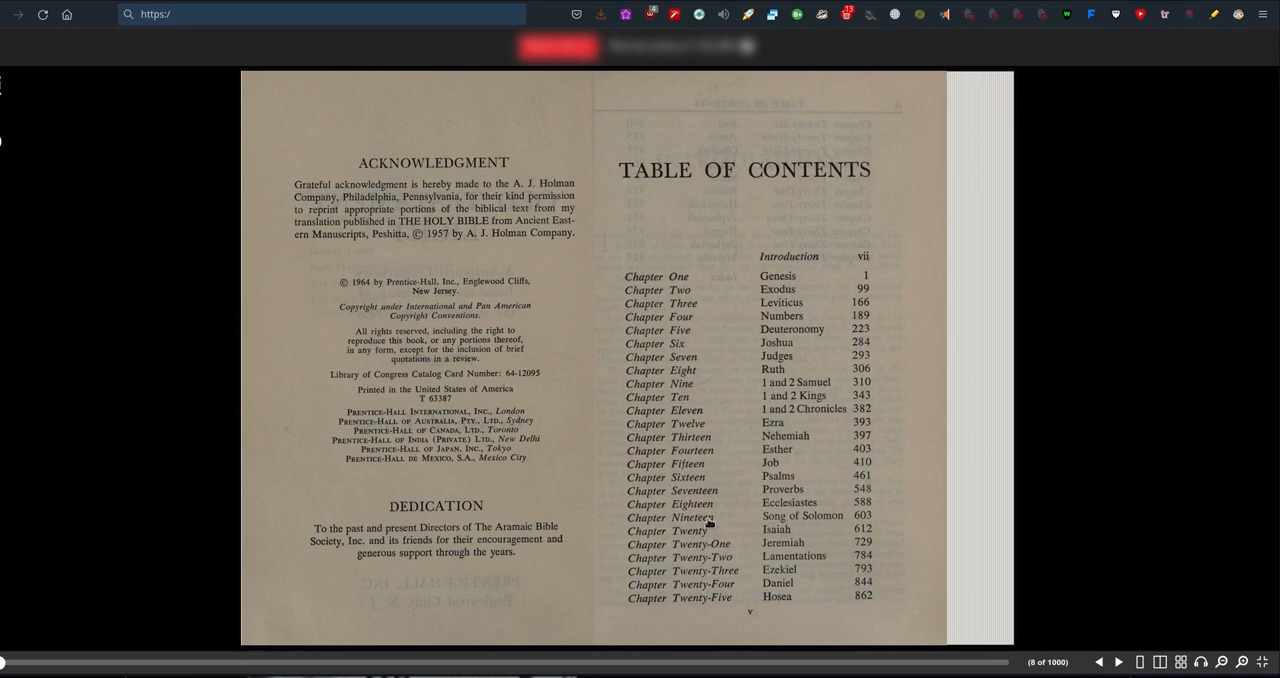 https:/
4
13
ACKNOWLEDGMENT
Grateful acknowledgment is hereby made to the A. J. Holman
Company, Philadelphia, Pennsylvania, for their kind permission
to reprint appropriate portions of the biblical text from my
translation published in THE HOLY BIBLE from Ancient East-
ern Manuscripts, Peshitta, © 1957 by A. J. Holman Company.
© 1964 by Prentice-Hall, Inc., Englewood Cliffs,
New Jersey.
Copyright under International and Pan American
Copyright Conventions.
All rights reserved, including the right to
reproduce this book, or any portions thereof,
in any form, except for the inclusion of brief
quotations in a review.
Library of Congress Catalog Card Number: 64-12095
Printed in the United States of America
T 63387
PRENTICE-HALL INTERNATIONAL, INC., London
PRENTICE-HALL OF AUSTRALIA, PTY., LTD., Sydney
PRENTICE-HALL OF CANADA, LTD., Toronto
PRENTICE-HALL OF INDIA (PRIVATE) LTD., New Delhi
PRENTICE-HALL OF JAPAN, INC., Tokyo
PRENTICE-HALL DE MEXICO, S.A., Mexico City
DEDICATION
To the past and present Directors of The Aramaic Bible
Society, Inc. and its friends for their encouragement and
generous support through the years.
TABLE OF CONTENTS
Introduction vii
Chapter One Genesis 1
Chapter Two Exodus 99
Chapter Three Leviticus 166
Chapter Four Numbers 189
Chapter Five Deuteronomy 223
Chapter Six Joshua 284
Chapter Seven Judges 293
Chapter Eight Ruth 306
Chapter Nine 1 and 2 Samuel 310
Chapter Ten 1 and 2 Kings 343
Chapter Eleven 1 and 2 Chronicles 382
Chapter Twelve Ezra 393
Chapter Thirteen Nehemiah 397
Chapter Fourteen Esther 403
Chapter Fifteen Job 410
Chapter Sixteen Psalms 461
Chapter Seventeen Proverbs 548
Chapter Eighteen Ecclesiastes 588
Chapter Nineteen Song of Solomon 603
Chapter Twenty Isaiah 612
Chapter Twenty-One Jeremiah 729
Chapter Twenty-Two Lamentations 784
Chapter Twenty-Three Ezekiel 793
Chapter Twenty-Four Daniel 844
Chapter Twenty-Five Hosea 862
v
(8 of 1000)